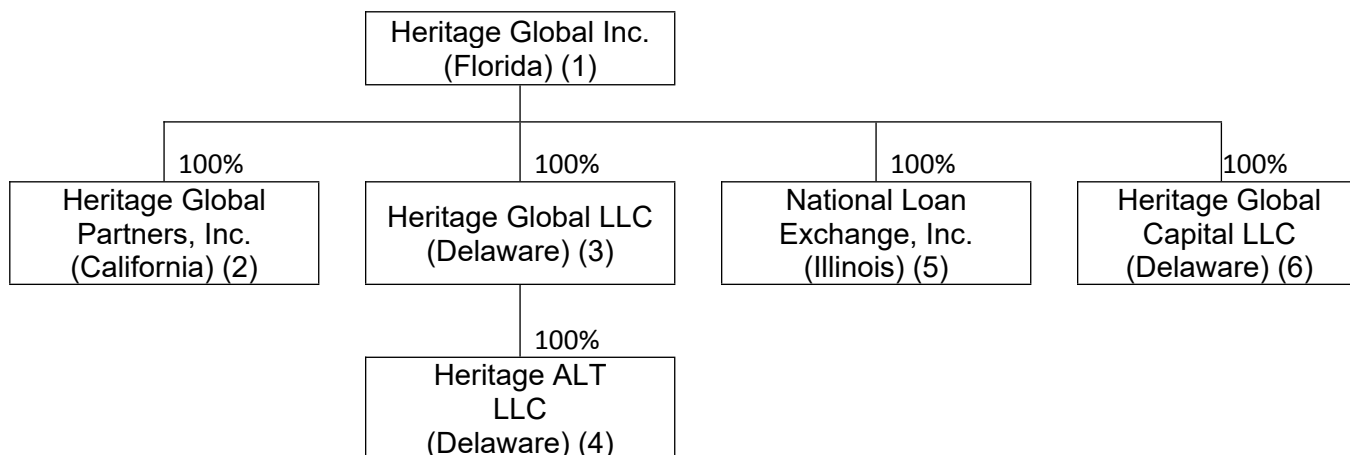 Heritage Global Inc.
(Florida) (1)
100%
100%
100%
100%
Heritage Global
Partners, Inc.
(California) (2)
Heritage Global LLC
(Delaware) (3)
National Loan
Exchange, Inc.
(Illinois) (5)
Heritage Global
Capital LLC
(Delaware) (6)
100%
Heritage ALT
LLC
(Delaware) (4)